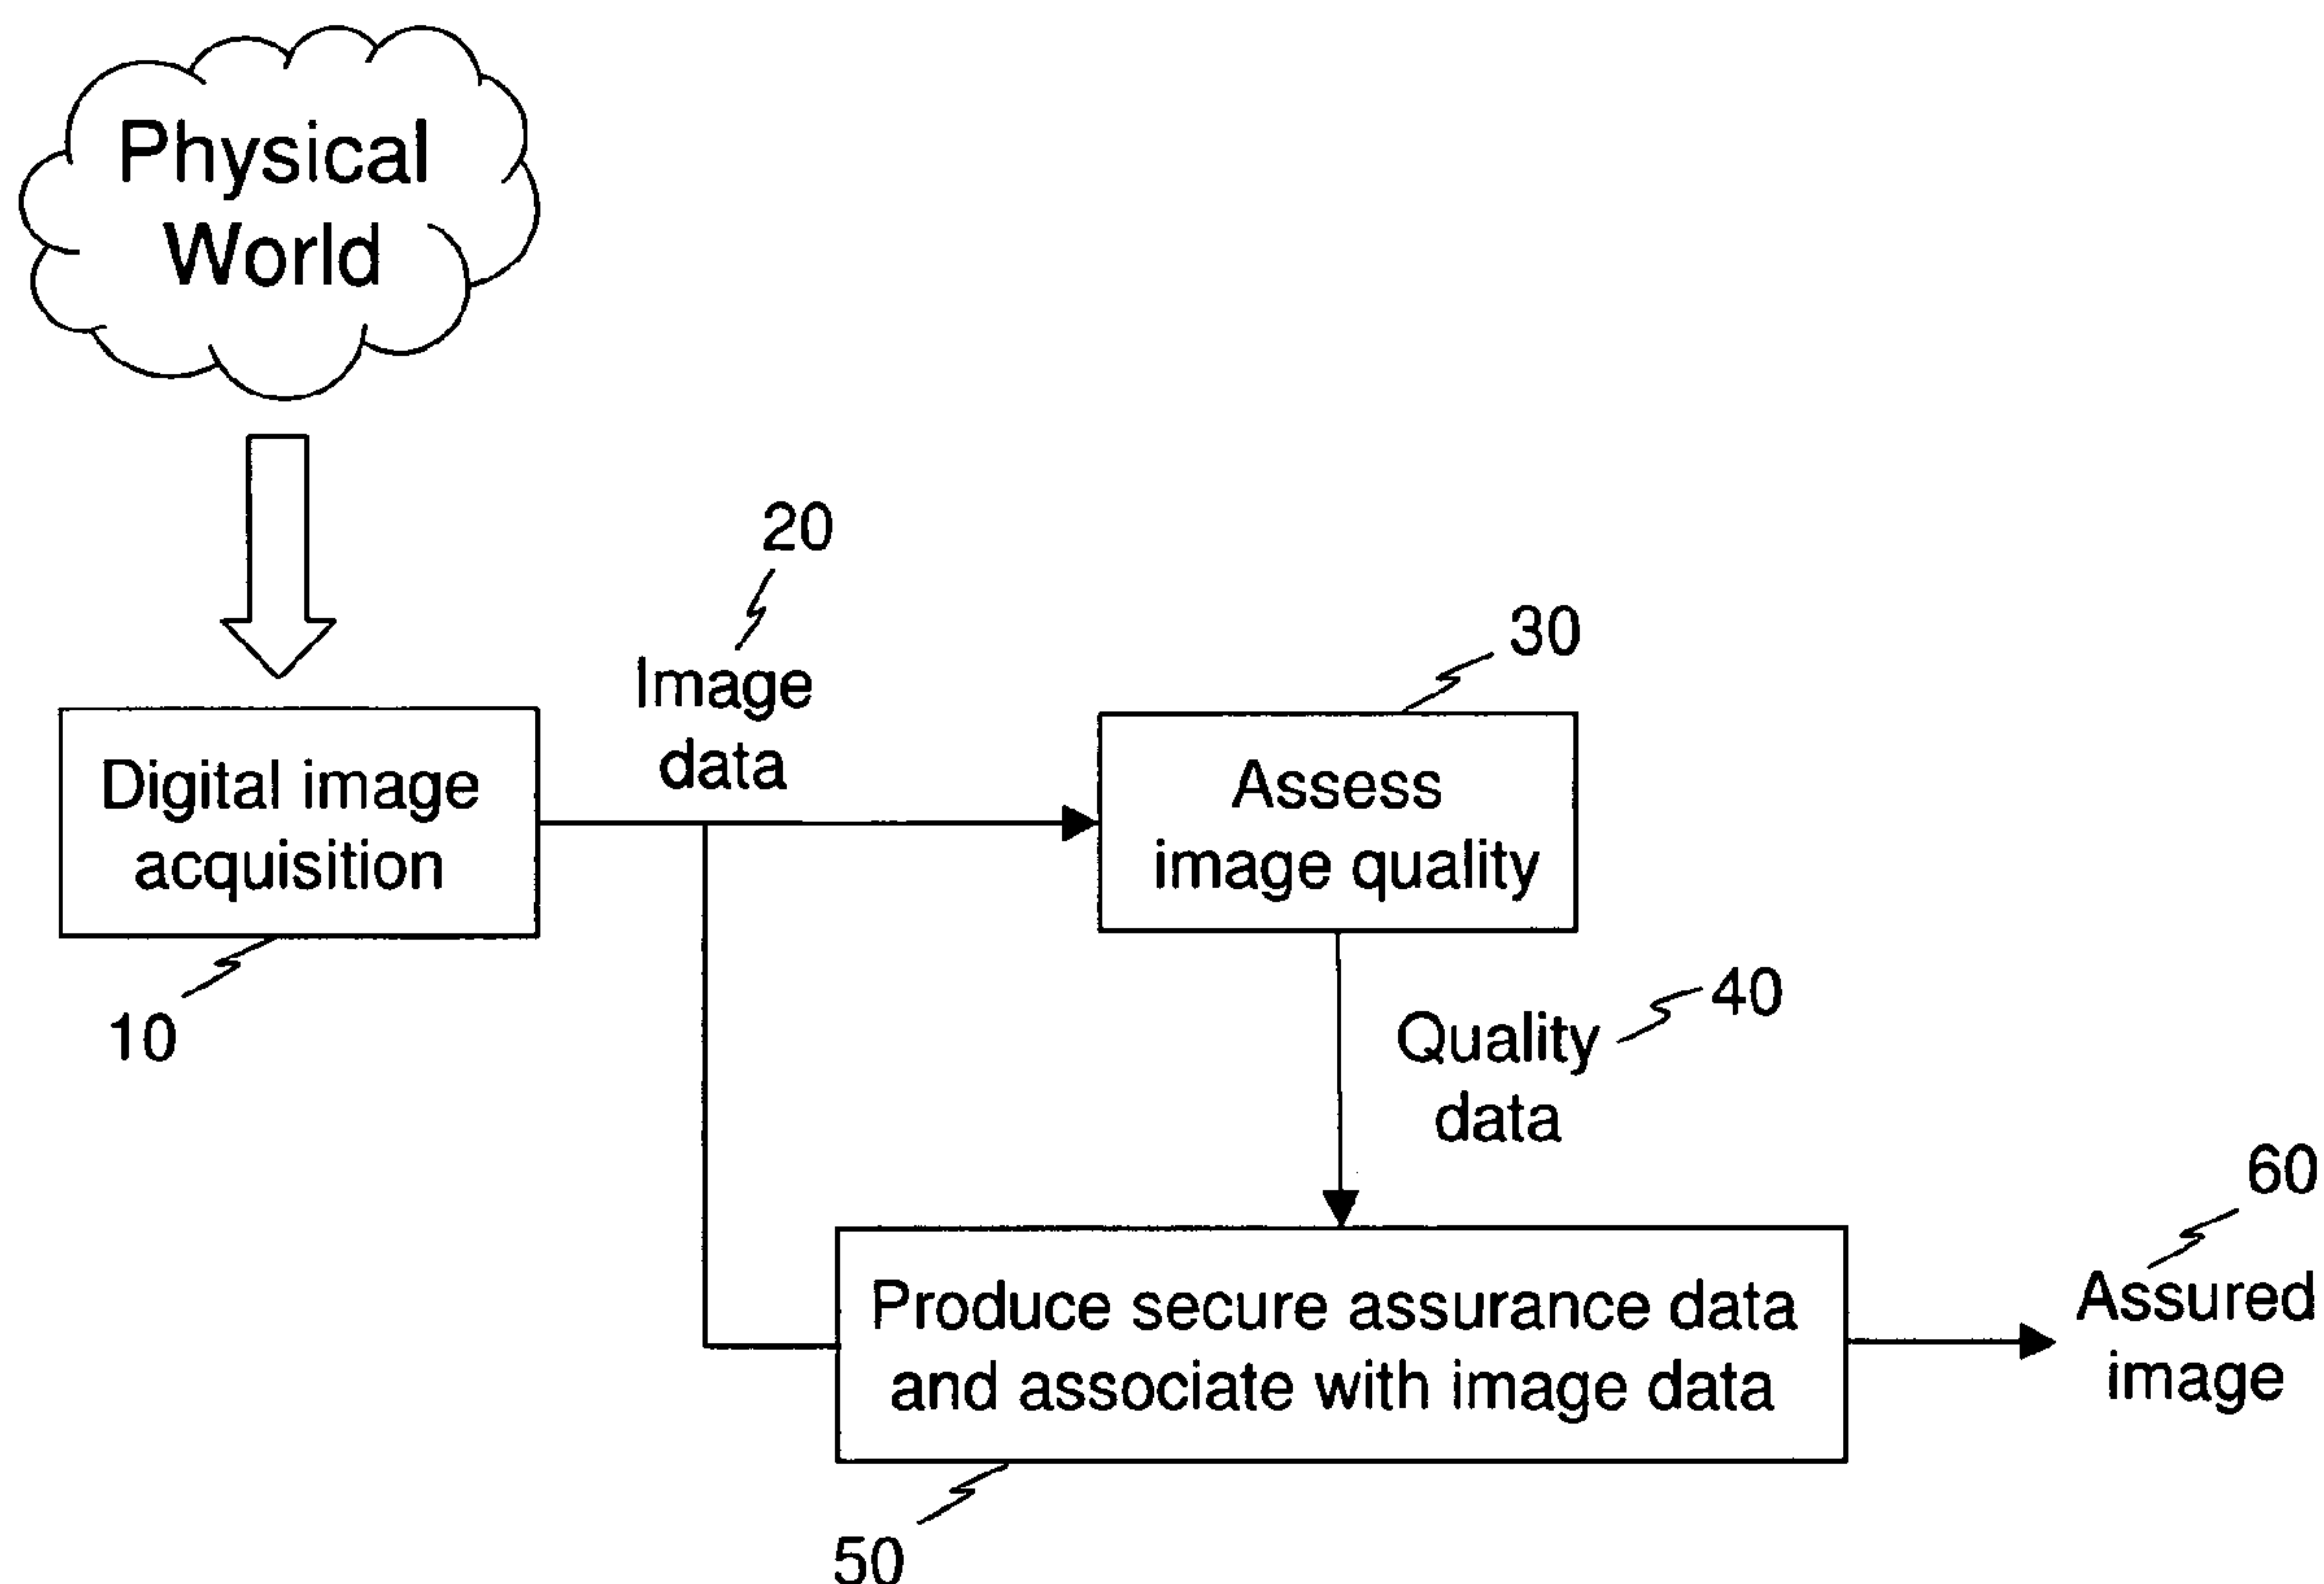 Physical
World
20
Image
data
30
Digital image
acquisition
10
Assess
image quality
40
Quality
data
60
Produce secure assurance data
and associate with image data
50
Assured
image